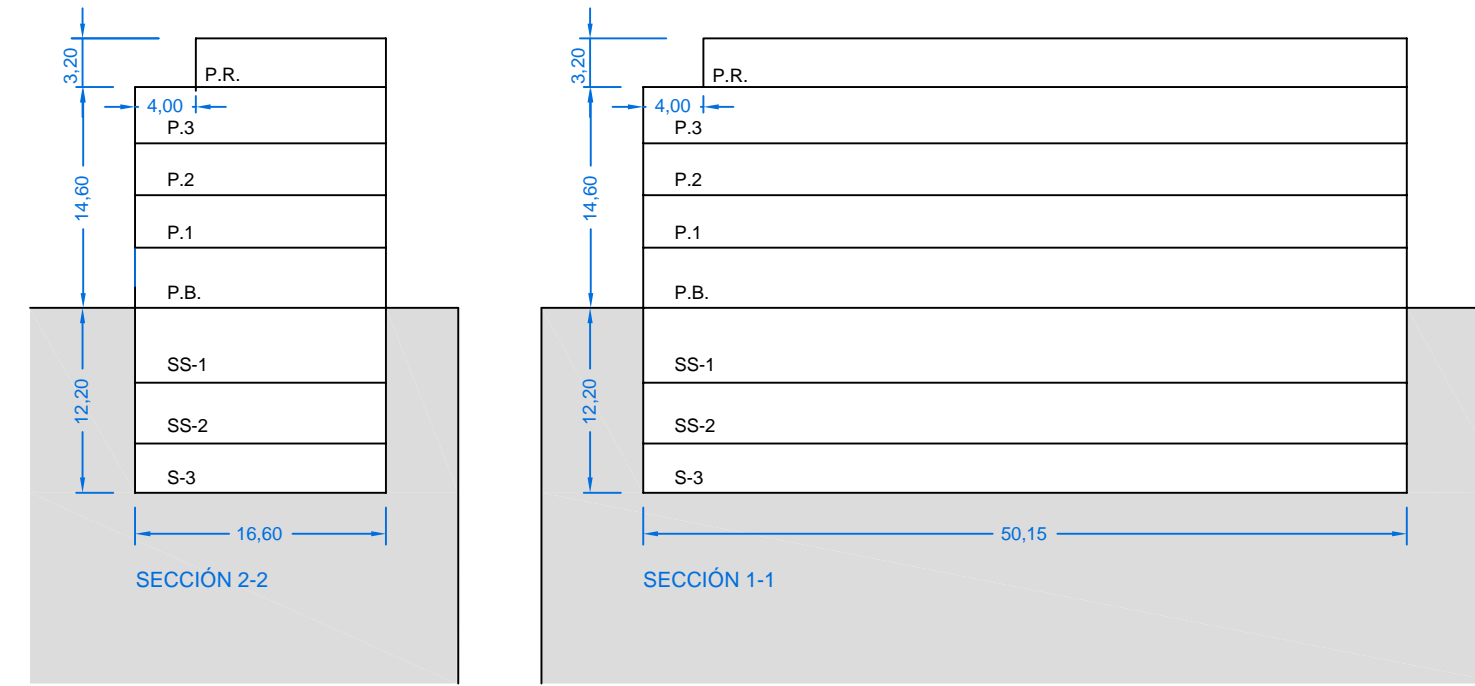 3,20
P.R.
4,00
P.3
P.2
14,60
P.1
P.B.
SS-1
12,20
SS-2
S-3
16,60
SECCIÓN 2-2
3,20
P.R.
4,00
P.3
P.2
14,60
P.1
P.B.
SS-1
12,20
SS-2
S-3
50,15
SECCIÓN 1-1